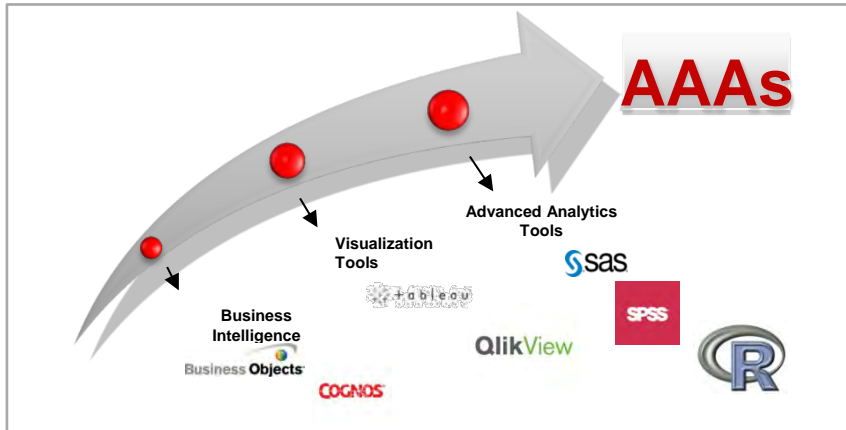 AAAs
Advanced Analytics
Tools
Visualization
Tools
Business
Intelligence
sas
tableau
SPSS
QlikView
R
Business Objects
COGNOS